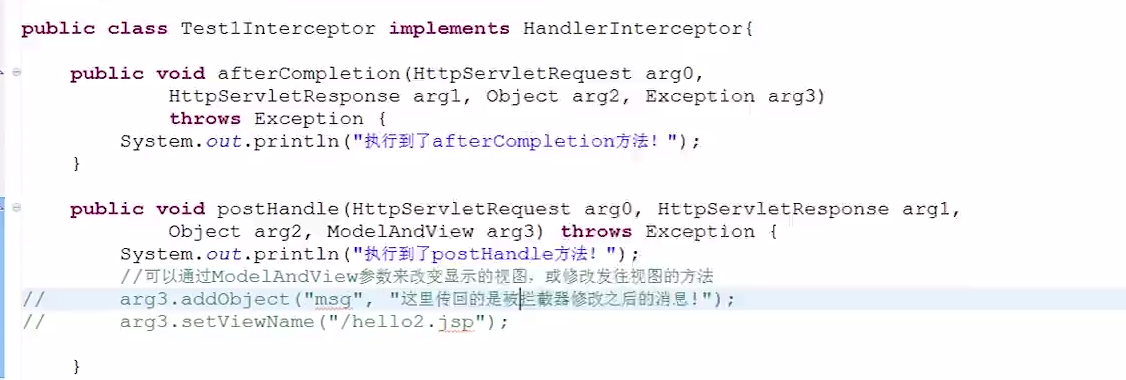 public class Test1Interceptor implements HandlerInterceptor{
public void afterCompletion(HttpServletRequest arg0,
HttpServletResponse arg1, Object arg2, Exception arg3)
throws Exception {
System.out.println("执行到了afterCompletion方法！");
}
public void postHandle(HttpServletRequest arg0, HttpServletResponse arg1,
Object arg2, ModelAndView arg3) throws Exception {
System.out.println("执行到了postHandle方法！");
//可以通过ModelAndView参数来改变显示的视图，或修改发往视图的方法
// arg3.addObject("msg", "这里传回的是被拦截器修改之后的消息!");
// arg3.setViewName("/hello2.jsp");
}